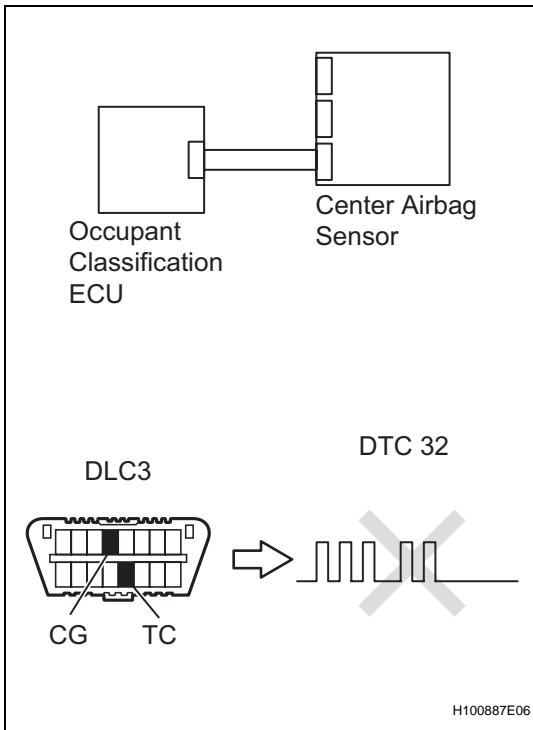 Occupant
Classification
ECU
Center Airbag
Sensor
DTC 32
DLC3
CG
TC
H100887E06